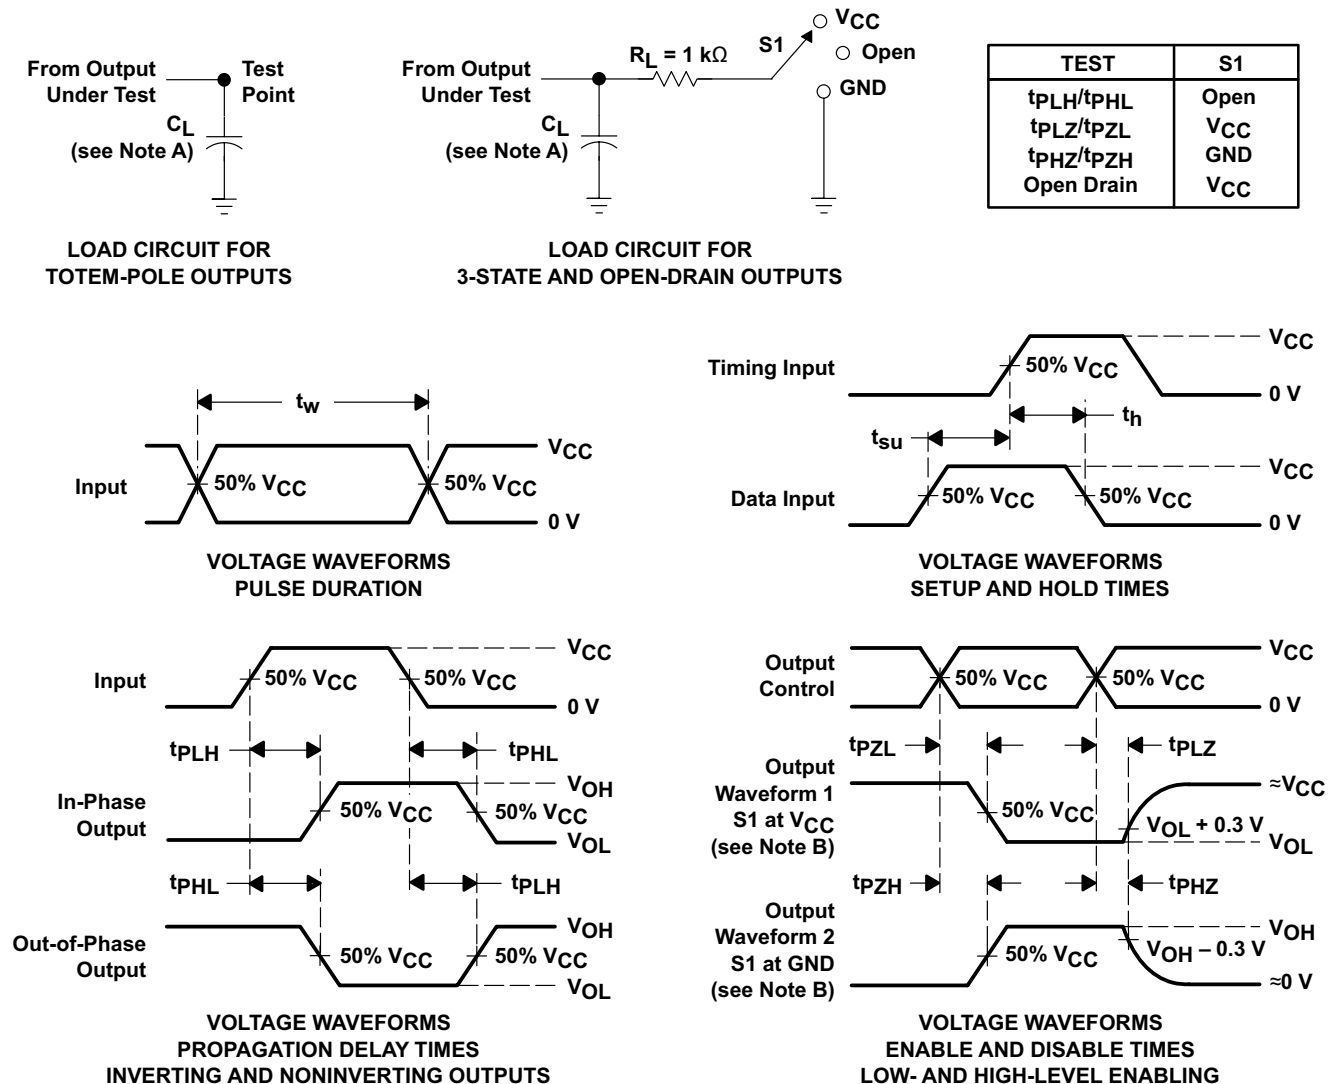 From Output
Under Test
Test
Point
CL
(see Note A)
LOAD CIRCUIT FOR
TOTEM-POLE OUTPUTS
From Output
Under Test
RL = 1 kΩ
S1
VCC
Open
GND
CL
(see Note A)
LOAD CIRCUIT FOR
3-STATE AND OPEN-DRAIN OUTPUTS
TEST S1
tPLH/tPHL Open
tPLZ/tPZL VCC
tPHZ/tPZH GND
Open Drain VCC
tw
Input
50% VCC
50% VCC
VCC
0 V
VOLTAGE WAVEFORMS
PULSE DURATION
Timing Input
50% VCC
VCC
0 V
th
tsu
Data Input
50% VCC
50% VCC
VCC
0 V
VOLTAGE WAVEFORMS
SETUP AND HOLD TIMES
Input
50% VCC
50% VCC
VCC
0 V
tPLH
tPHL
In-Phase
Output
50% VCC
50% VCC
VOH
VOL
tPHL
tPLH
Out-of-Phase
Output
50% VCC
50% VCC
VOH
VOL
VOLTAGE WAVEFORMS
PROPAGATION DELAY TIMES
INVERTING AND NONINVERTING OUTPUTS
Output
Control
50% VCC
50% VCC
VCC
0 V
tPZL
tPLZ
Output
Waveform 1
S1 at VCC
(see Note B)
50% VCC
≈VCC
VOL + 0.3 V
VOL
tPZH
tPHZ
Output
Waveform 2
S1 at GND
(see Note B)
50% VCC
VOH
VOH – 0.3 V
≈0 V
VOLTAGE WAVEFORMS
ENABLE AND DISABLE TIMES
LOW- AND HIGH-LEVEL ENABLING